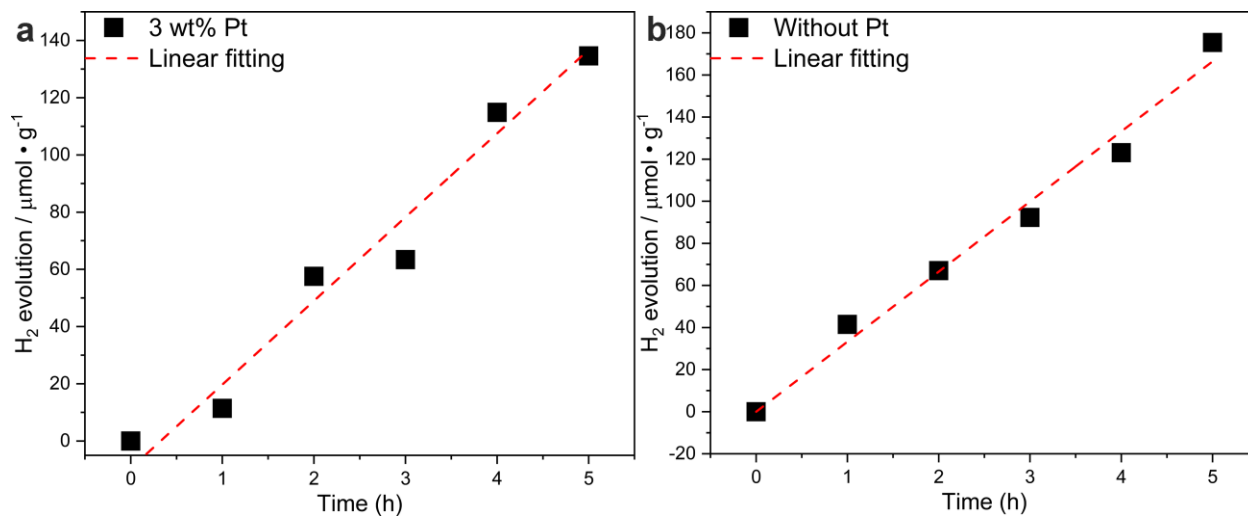 a
3 wt% Pt
Linear fitting
H₂ evolution / μmol • g⁻¹
140
120
100
80
60
40
20
0
0 1 2 3 4 5
Time (h)
b
Without Pt
Linear fitting
H₂ evolution / μmol • g⁻¹
180
160
140
120
100
80
60
40
20
0
-20
0 1 2 3 4 5
Time (h)